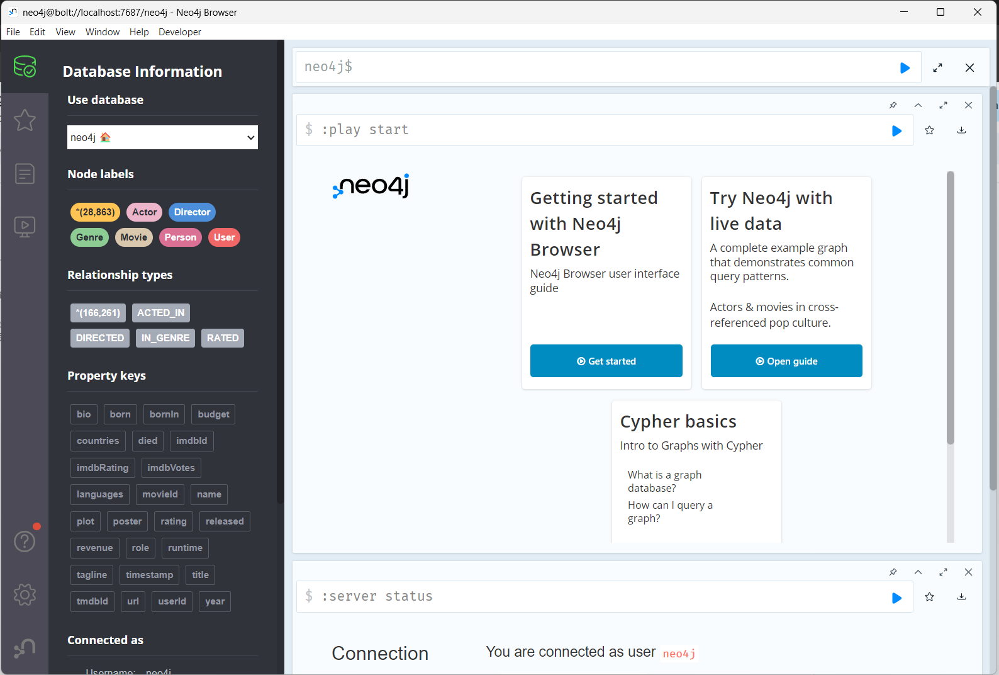 neo4j@bolt://localhost:7687/neo4j - Neo4j Browser
File Edit View Window Help Developer
Database Information
Use database
neo4j
Node labels
*(28,863) Actor Director
Genre Movie Person User
Relationship types
*(166,261) ACTED_IN
DIRECTED IN_GENRE RATED
Property keys
bio born bornIn budget
countries died imdbId
imdbRating imdbVotes
languages movieId name
plot poster rating released
revenue role runtime
tagline timestamp title
tmdbId url userId year
Connected as
Username: neo4j
neo4j$
$ :play start
neo4j
Getting started
with Neo4j
Browser
Neo4j Browser user interface
guide
Get started
Try Neo4j with
live data
A complete example graph
that demonstrates common
query patterns.
Actors & movies in cross-
referenced pop culture.
Open guide
Cypher basics
Intro to Graphs with Cypher
What is a graph
database?
How can I query a
graph?
$ :server status
Connection
You are connected as user neo4j